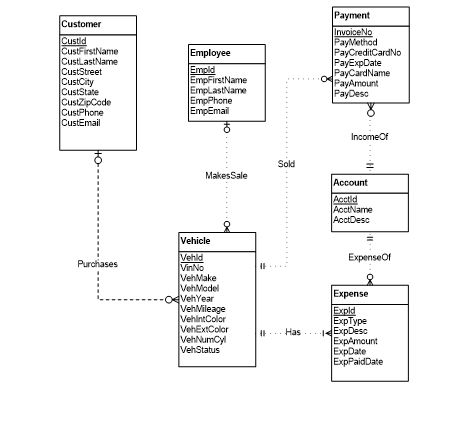 Customer
CustId
CustFirstName
CustLastName
CustStreet
CustCity
CustState
CustZipCode
CustPhone
CustEmail
Employee
EmpId
EmpFirstName
EmpLastName
EmpPhone
EmpEmail
Payment
InvoiceNo
PayMethod
PayCreditCardNo
PayExpDate
PayCardName
PayAmount
PayDesc
IncomeOf
Sold
MakesSale
Account
AcctId
AcctName
AcctDesc
ExpenseOf
Purchases
Vehicle
VehId
VinNo
VehMake
VehModel
VehYear
VehMileage
VehIntColor
VehExtColor
VehNumCyl
VehStatus
Has
Expense
ExpId
ExpType
ExpDesc
ExpAmount
ExpDate
ExpPaidDate